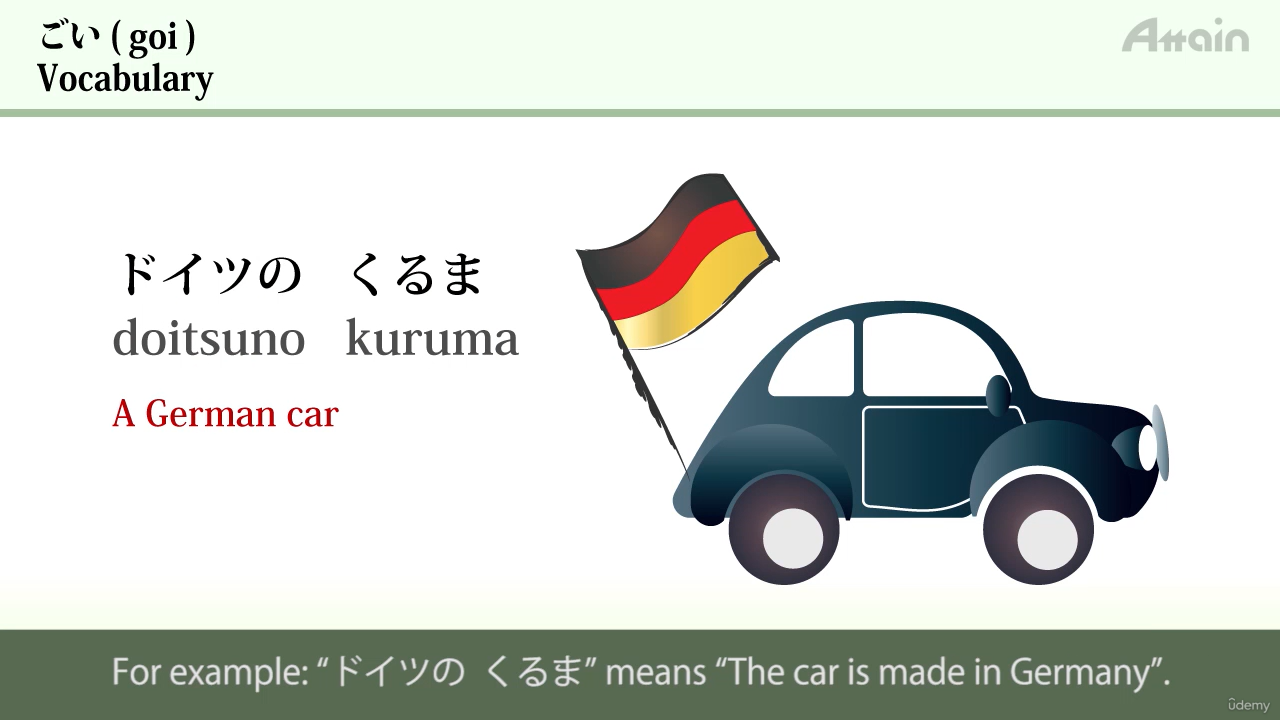 ごい ( goi )
Vocabulary
Attain
ドイツの くるま
doitsuno kuruma
A German car
For example: “ドイツの くるま” means “The car is made in Germany”.
ûdemy